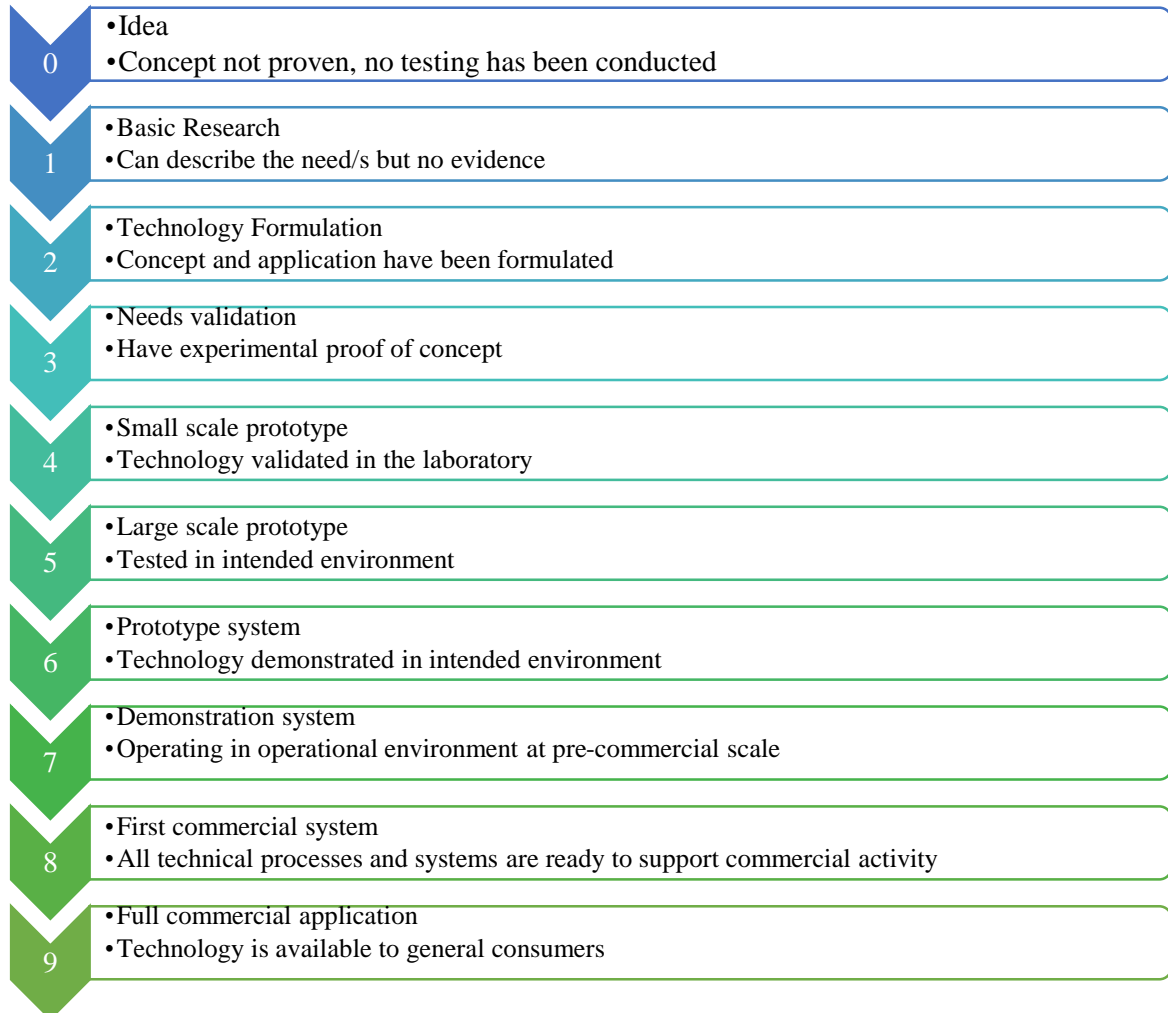 •Idea
•Concept not proven, no testing has been conducted
0
•Basic Research
•Can describe the need/s but no evidence
1
•Technology Formulation
•Concept and application have been formulated
2
•Needs validation
•Have experimental proof of concept
3
•Small scale prototype
•Technology validated in the laboratory
4
•Large scale prototype
•Tested in intended environment
5
•Prototype system
•Technology demonstrated in intended environment
6
•Demonstration system
•Operating in operational environment at pre-commercial scale
7
•First commercial system
•All technical processes and systems are ready to support commercial activity
8
•Full commercial application
•Technology is available to general consumers
9